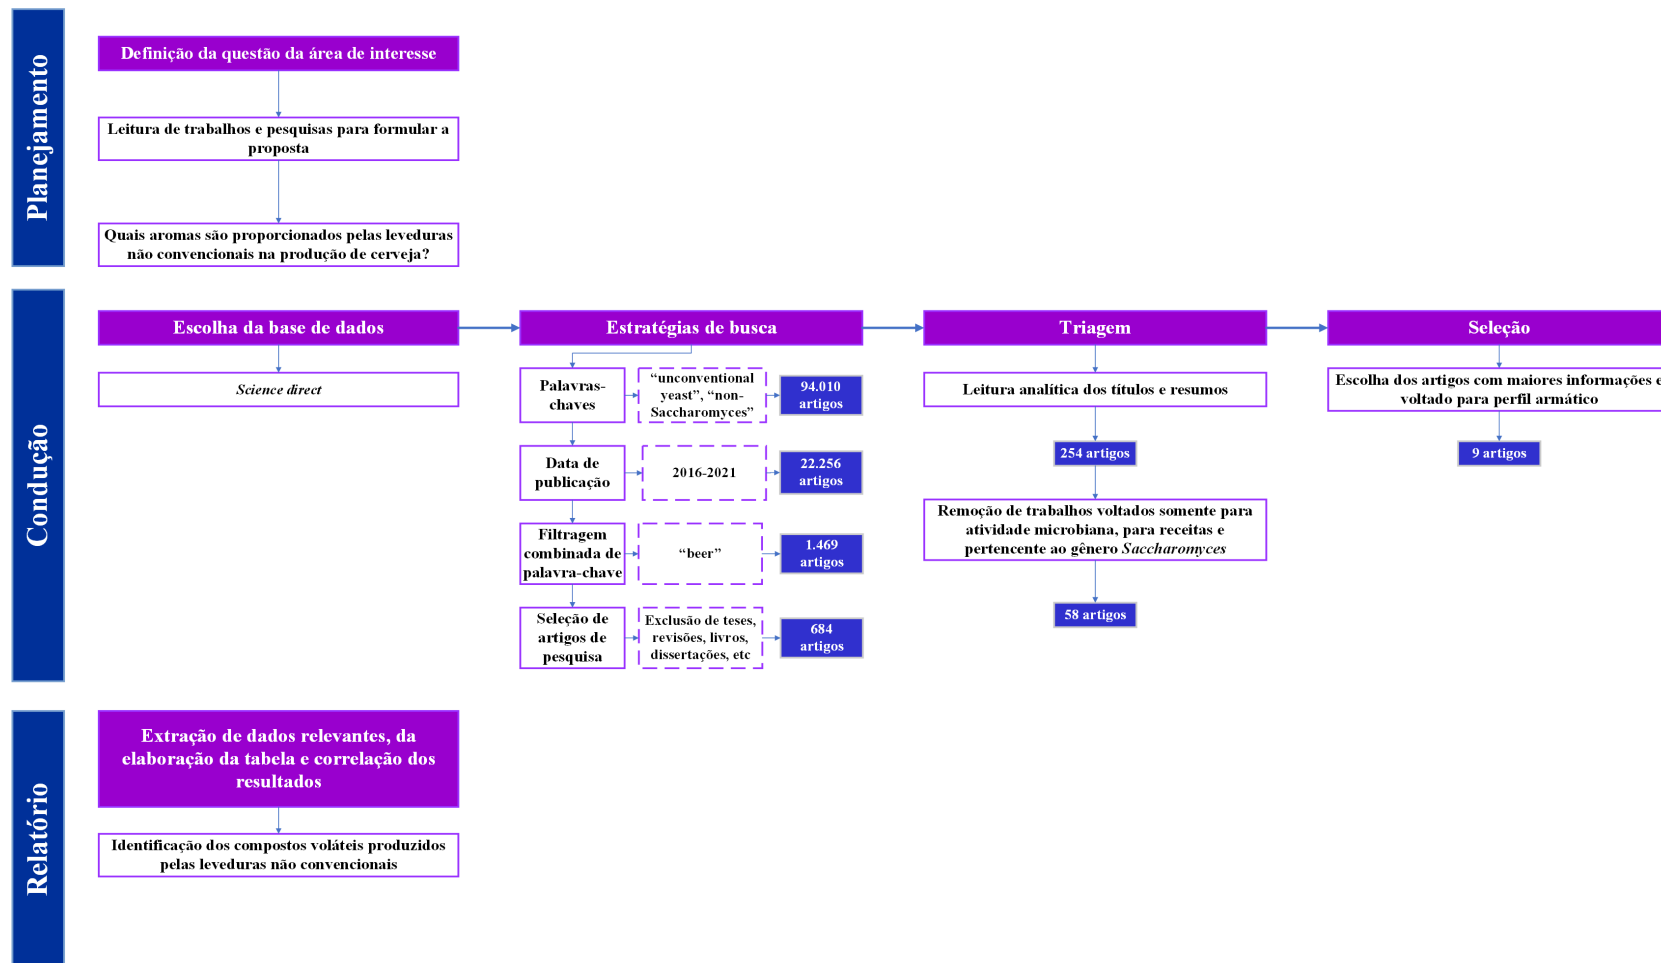 Planejamento
Definição da questão da área de interesse
Leitura de trabalhos e pesquisas para formular a
proposta
Quais aromas são proporcionados pelas leveduras
não convencionais na produção de cerveja?
Condução
Escolha da base de dados
Science direct
Estratégias de busca
Palavras-
chaves
“unconventional
yeast”, “non-
Saccharomyces”
94.010
artigos
Data de
publicação
2016-2021
22.256
artigos
Filtragem
combinada de
palavra-chave
“beer”
1.469
artigos
Seleção de
artigos de
pesquisa
Exclusão de teses,
revisões, livros,
dissertações, etc
684
artigos
Triagem
Leitura analítica dos títulos e resumos
254 artigos
Remoção de trabalhos voltados somente para
atividade microbiana, para receitas e
pertencente ao gênero Saccharomyces
58 artigos
Seleção
Escolha dos artigos com maiores informações e
voltado para perfil armático
9 artigos
Relatório
Extração de dados relevantes, da
elaboração da tabela e correlação dos
resultados
Identificação dos compostos voláteis produzidos
pelas leveduras não convencionais